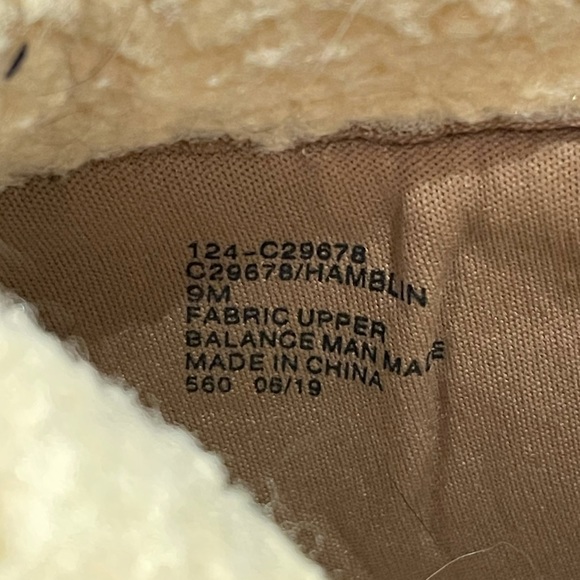 124-C29678
C29678/HAMBLIN
9M
FABRIC UPPER
BALANCE MAN MADE
MADE IN CHINA
560 06/19